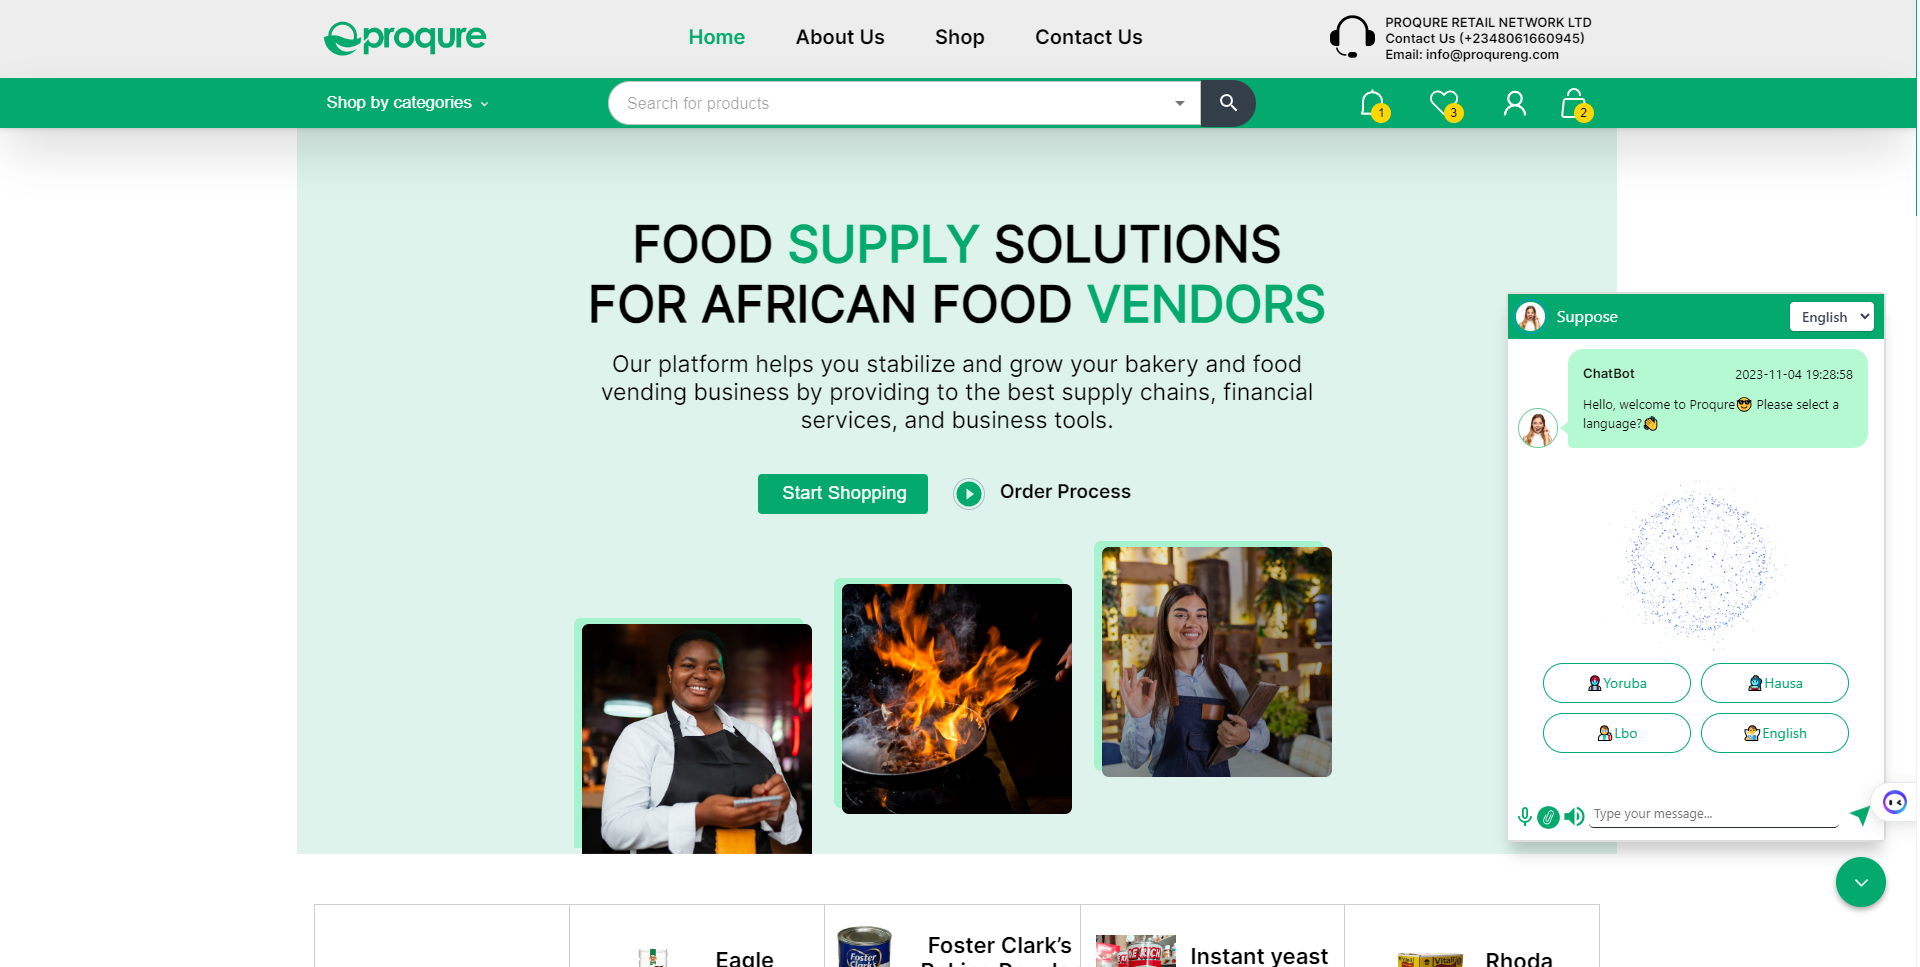 proqure
Home
About Us
Shop
Contact Us
PROQURE RETAIL NETWORK LTD
Contact Us (+2348061660945)
Email: info@proqureng.com
Shop by categories
Search for products
1
3
2
FOOD SUPPLY SOLUTIONS
FOR AFRICAN FOOD VENDORS
Our platform helps you stabilize and grow your bakery and food
vending business by providing to the best supply chains, financial
services, and business tools.
Start Shopping
Order Process
Suppose
English
ChatBot
2023-11-04 19:28:58
Hello, welcome to Proqure😎 Please select a
language?👏
Yoruba
Hausa
Lbo
English
Type your message...
Eagle
Foster Clark's
Foster Clark’s
Instant yeast
Rhoda